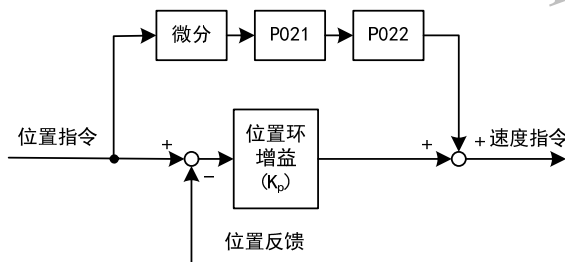 微分
P021
P022
位置指令
+
−
位置环
增益
(Kp)
+
+
速度指令
位置反馈